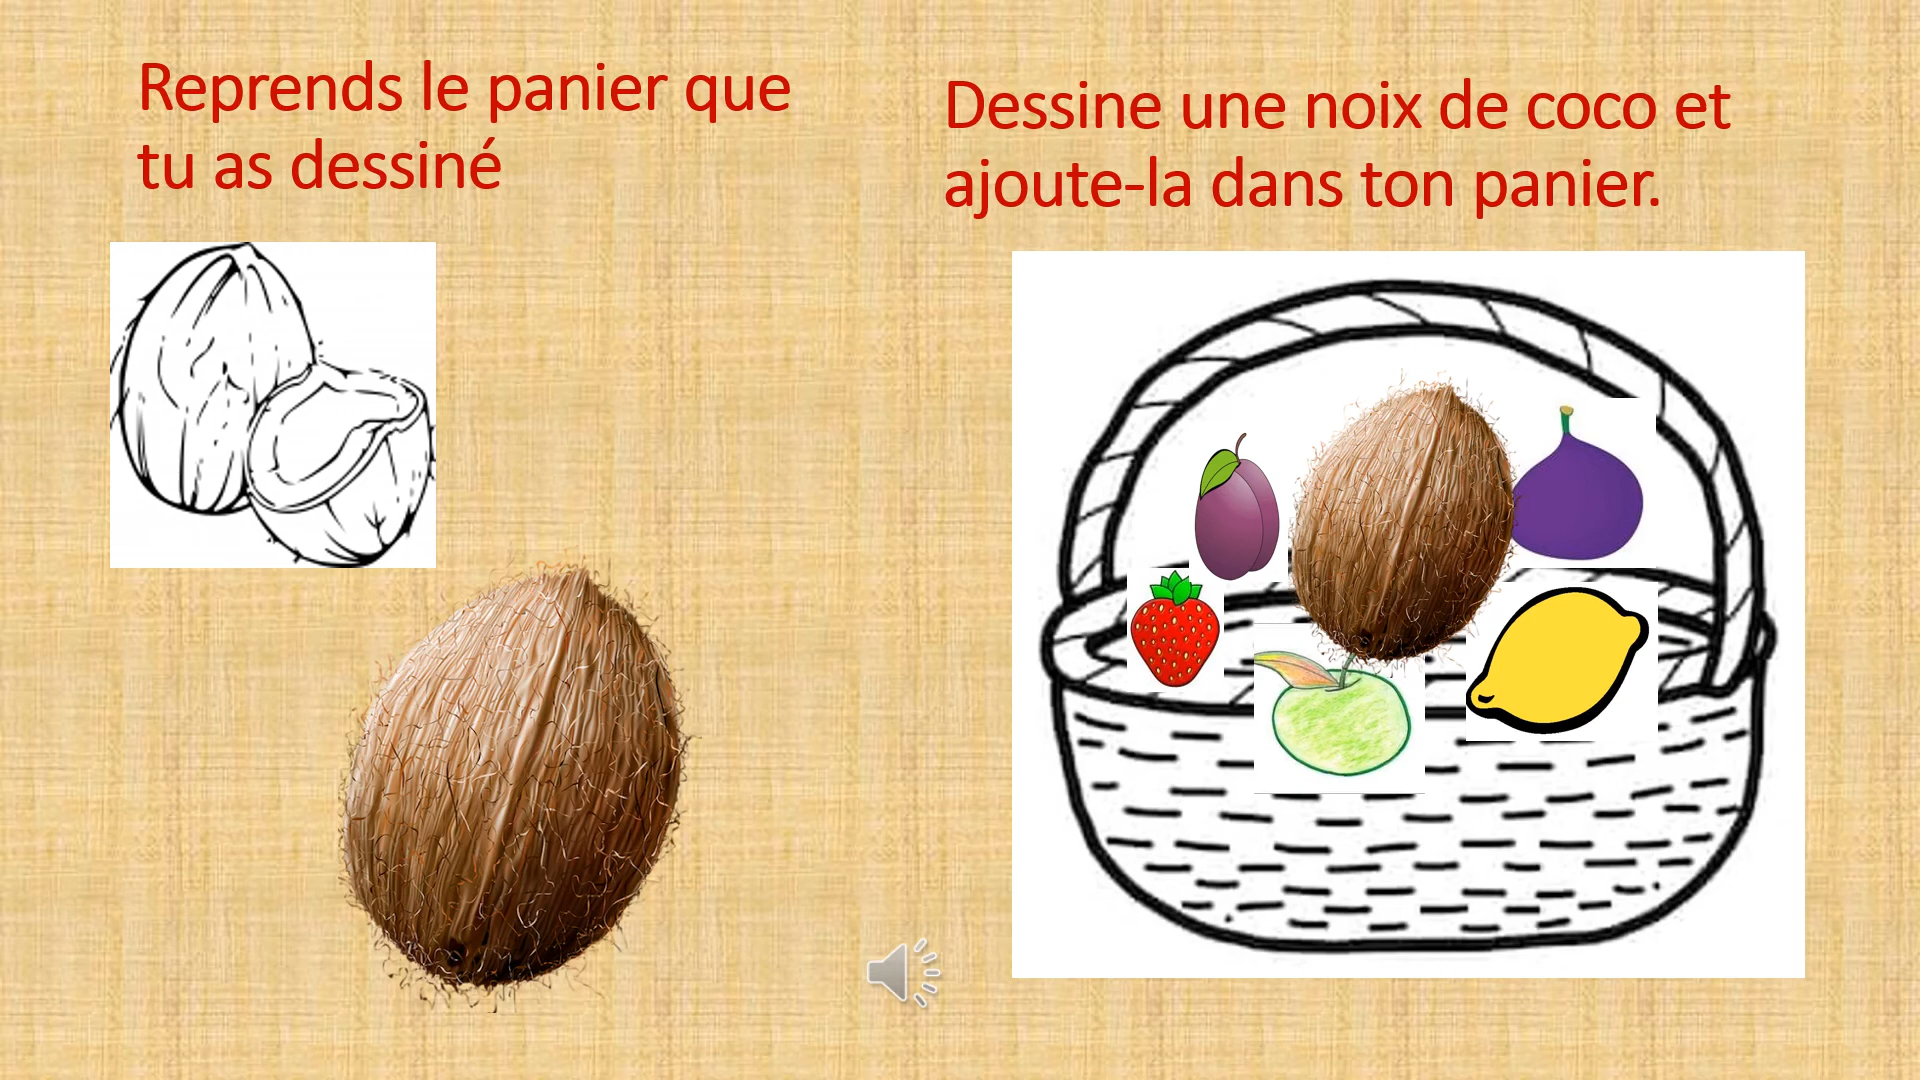 Reprends le panier que
tu as dessiné
Dessine une noix de coco et
ajoute-la dans ton panier.